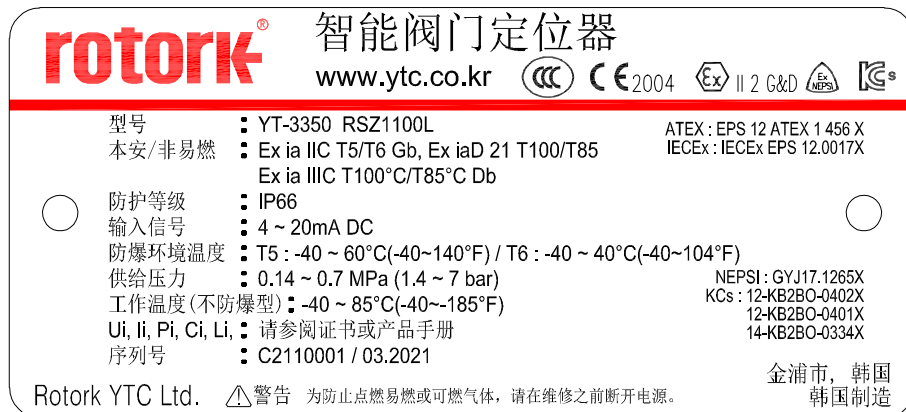 rotork®
智能阀门定位器
www.ytc.co.kr CCC CE 2004 Ex II 2 G&D Ex NEPSI KCs
型号 : YT-3350 RSZ1100L
ATEX : EPS 12 ATEX 1 456 X
本安/非易燃 : Ex ia IIC T5/T6 Gb, Ex iaD 21 T100/T85
IECEx : IECEx EPS 12.0017X
Ex ia IIIC T100°C/T85°C Db
防护等级 : IP66
输入信号 : 4 ~ 20mA DC
防爆环境温度 : T5 : -40 ~ 60°C(-40~140°F) / T6 : -40 ~ 40°C(-40~104°F)
供给压力 : 0.14 ~ 0.7 MPa (1.4 ~ 7 bar)
NEPSI : GYJ17.1265X
工作温度(不防爆型) : -40 ~ 85°C(-40~-185°F)
KCs : 12-KB2BO-0402X
12-KB2BO-0401X
Ui, Ii, Pi, Ci, Li, : 请参阅证书或产品手册
14-KB2BO-0334X
序列号 : C2110001 / 03.2021
金浦市, 韩国
Rotork YTC Ltd. ⚠警告 为防止点燃易燃或可燃气体，请在维修之前断开电源。
韩国制造